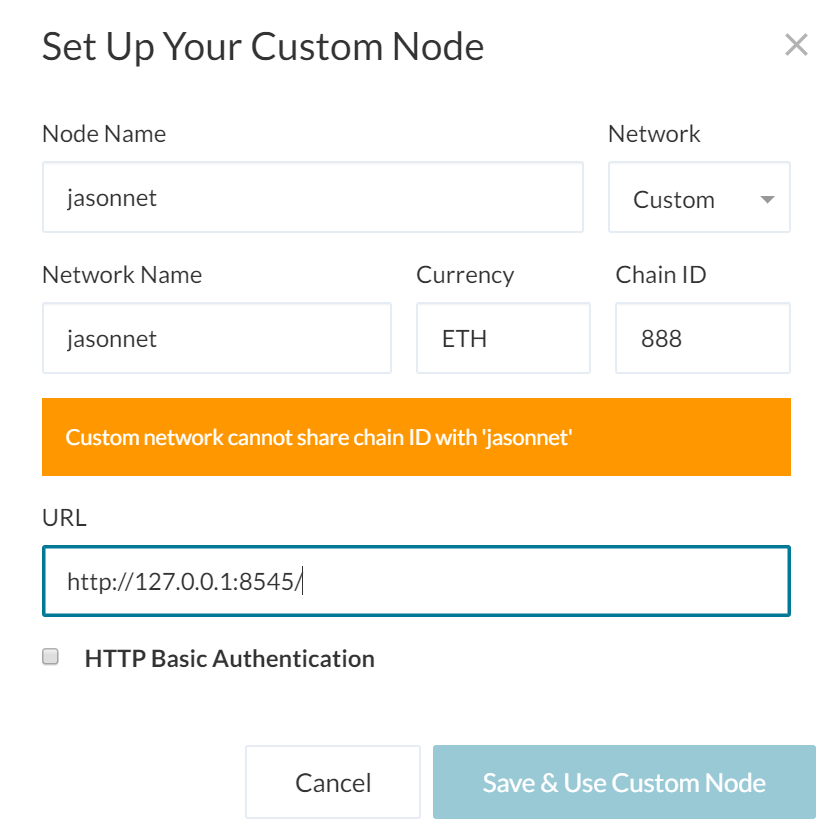 Set Up Your Custom Node
Node Name
Network
jasonnet
Custom
Network Name
Currency
Chain ID
jasonnet
ETH
888
Custom network cannot share chain ID with 'jasonnet'
URL
http://127.0.0.1:8545/
HTTP Basic Authentication
Cancel
Save & Use Custom Node